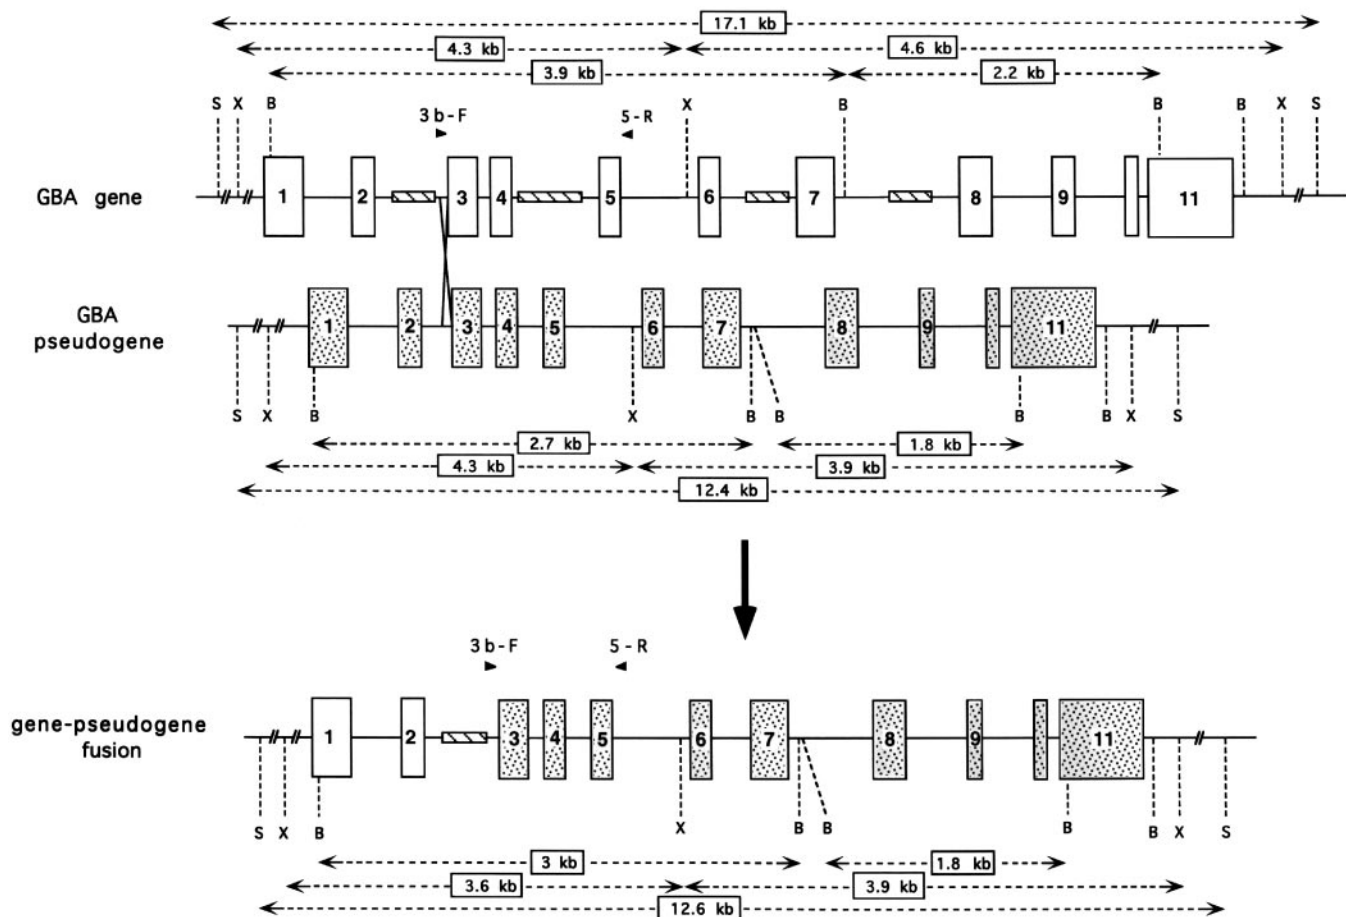 17.1 kb
4.3 kb 4.6 kb
3.9 kb 2.2 kb
S X B 3b-F 5-R X B B B X S
GBA gene 1 2 3 4 5 6 7 8 9 11
GBA
pseudogene 1 2 3 4 5 6 7 8 9 11
S X B X B B B B X S
2.7 kb 1.8 kb
4.3 kb 3.9 kb
12.4 kb
3b-F 5-R
gene-pseudogene
fusion 1 2 3 4 5 6 7 8 9 11
S X B X B B B B X S
3 kb 1.8 kb
3.6 kb 3.9 kb
12.6 kb